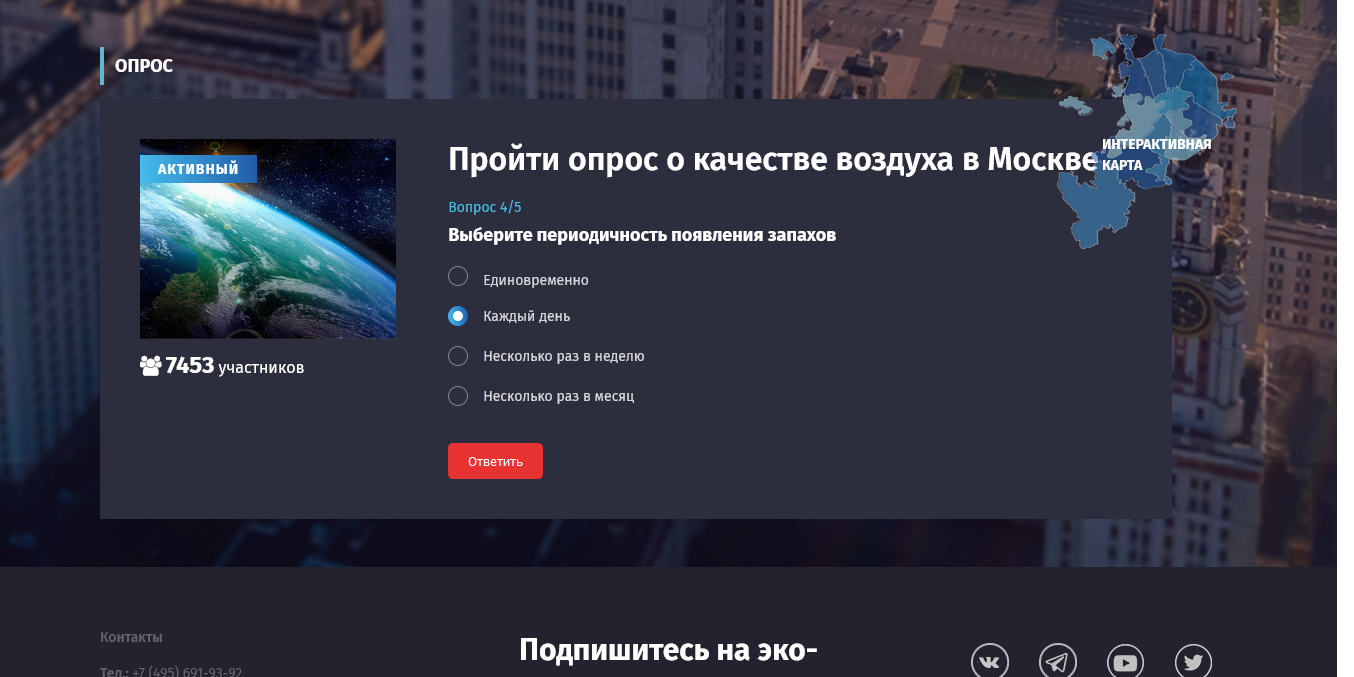 ОПРОС
АКТИВНЫЙ
7453 участников
Пройти опрос о качестве воздуха в Москве
Вопрос 4/5
Выберите периодичность появления запахов
Единовременно
Каждый день
Несколько раз в неделю
Несколько раз в месяц
Ответить
ИНТЕРАКТИВНАЯ
КАРТА
Контакты
Тел.: +7 (495) 691-93-92
Подпишитесь на эко-